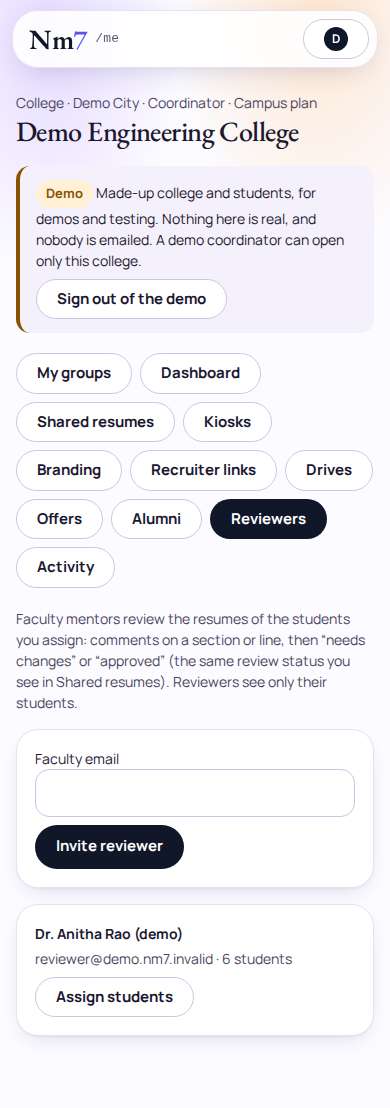 Nm7 /me
D
College · Demo City · Coordinator · Campus plan
Demo Engineering College
Demo Made-up college and students, for
demos and testing. Nothing here is real, and
nobody is emailed. A demo coordinator can open
only this college.
Sign out of the demo
My groups Dashboard
Shared resumes Kiosks
Branding Recruiter links Drives
Offers Alumni Reviewers
Activity
Faculty mentors review the resumes of the students
you assign: comments on a section or line, then “needs
changes” or “approved” (the same review status you
see in Shared resumes). Reviewers see only their
students.
Faculty email
Invite reviewer
Dr. Anitha Rao (demo)
reviewer@demo.nm7.invalid · 6 students
Assign students